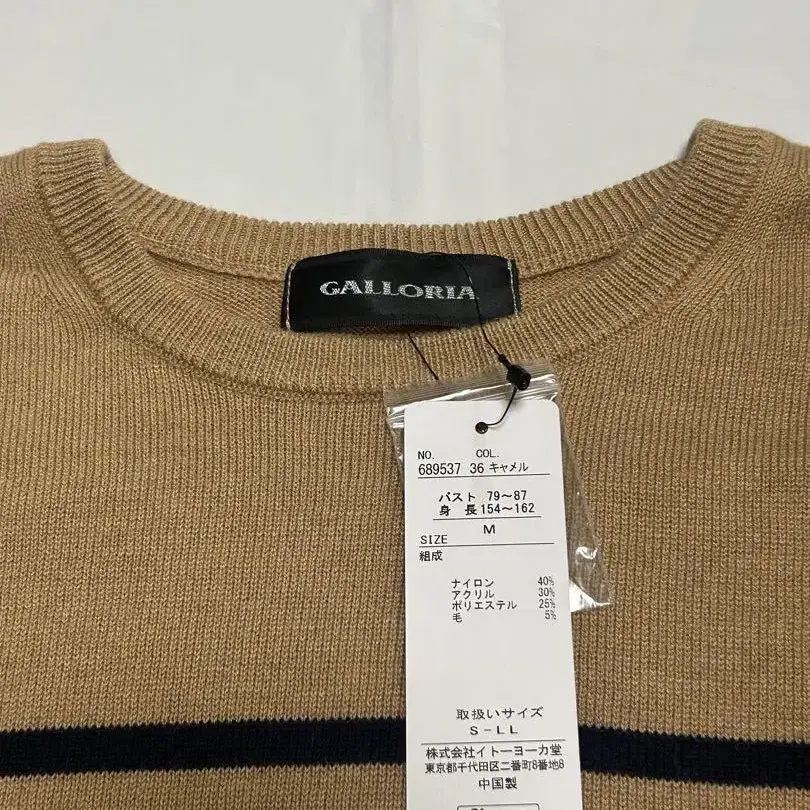 GALLORIA
NO. COL.
689537 36 キャメル
バスト 79～87
身 長 154～162
SIZE M
組成
ナイロン 40%
アクリル 30%
ポリエステル 25%
毛 5%
取扱いサイズ
S-LL
株式会社イトーヨーカ堂
東京都千代田区二番町8番地8
中国製